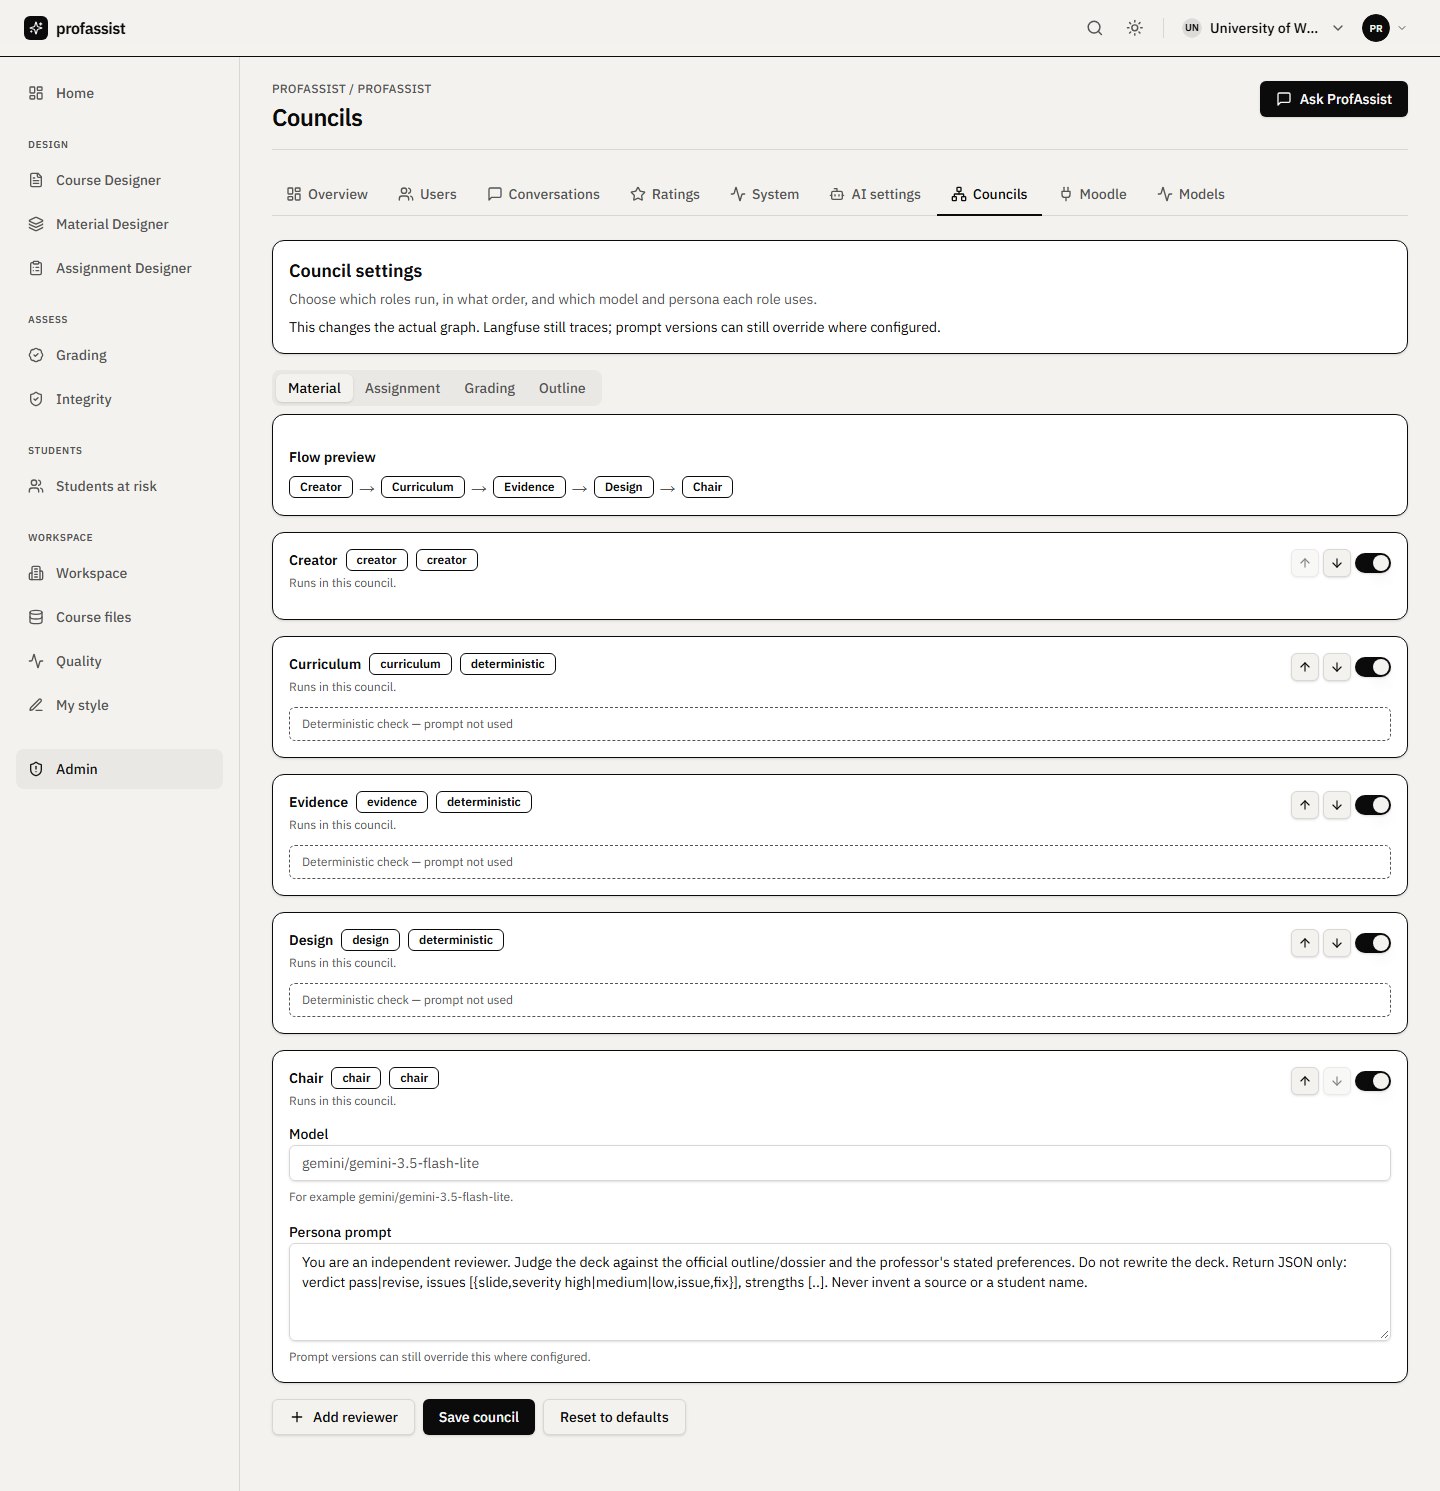 profassist
UN University of W... PR
Home
DESIGN
Course Designer
Material Designer
Assignment Designer
ASSESS
Grading
Integrity
STUDENTS
Students at risk
WORKSPACE
Workspace
Course files
Quality
My style
Admin
PROFASSIST / PROFASSIST
Councils
Ask ProfAssist
Overview Users Conversations Ratings System AI settings Councils Moodle Models
Council settings
Choose which roles run, in what order, and which model and persona each role uses.
This changes the actual graph. Langfuse still traces; prompt versions can still override where configured.
Material Assignment Grading Outline
Flow preview
Creator → Curriculum → Evidence → Design → Chair
Creator creator creator
Runs in this council.
Curriculum curriculum deterministic
Runs in this council.
Deterministic check — prompt not used
Evidence evidence deterministic
Runs in this council.
Deterministic check — prompt not used
Design design deterministic
Runs in this council.
Deterministic check — prompt not used
Chair chair chair
Runs in this council.
Model
gemini/gemini-3.5-flash-lite
For example gemini/gemini-3.5-flash-lite.
Persona prompt
You are an independent reviewer. Judge the deck against the official outline/dossier and the professor's stated preferences. Do not rewrite the deck. Return JSON only:
verdict pass|revise, issues [{{slide,severity high|medium|low,issue,fix}}], strengths [..]. Never invent a source or a student name.
Prompt versions can still override this where configured.
Add reviewer Save council Reset to defaults